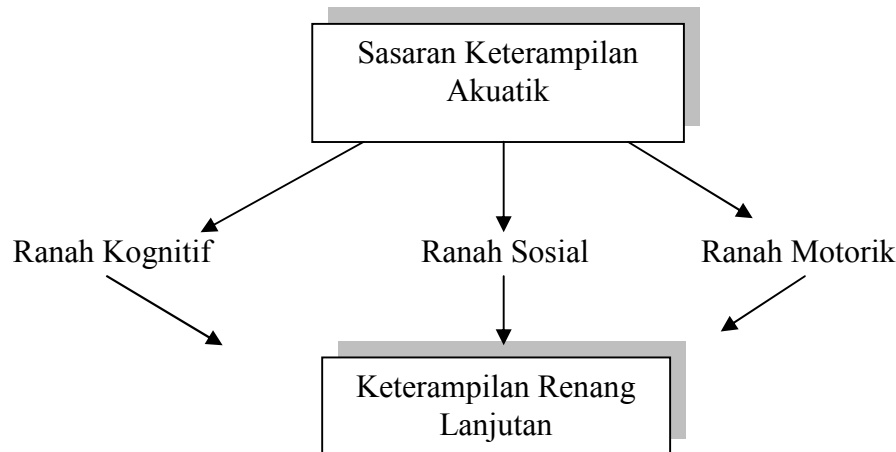 Sasaran Keterampilan
Akuatik
Ranah Kognitif
Ranah Sosial
Ranah Motorik
Keterampilan Renang
Lanjutan